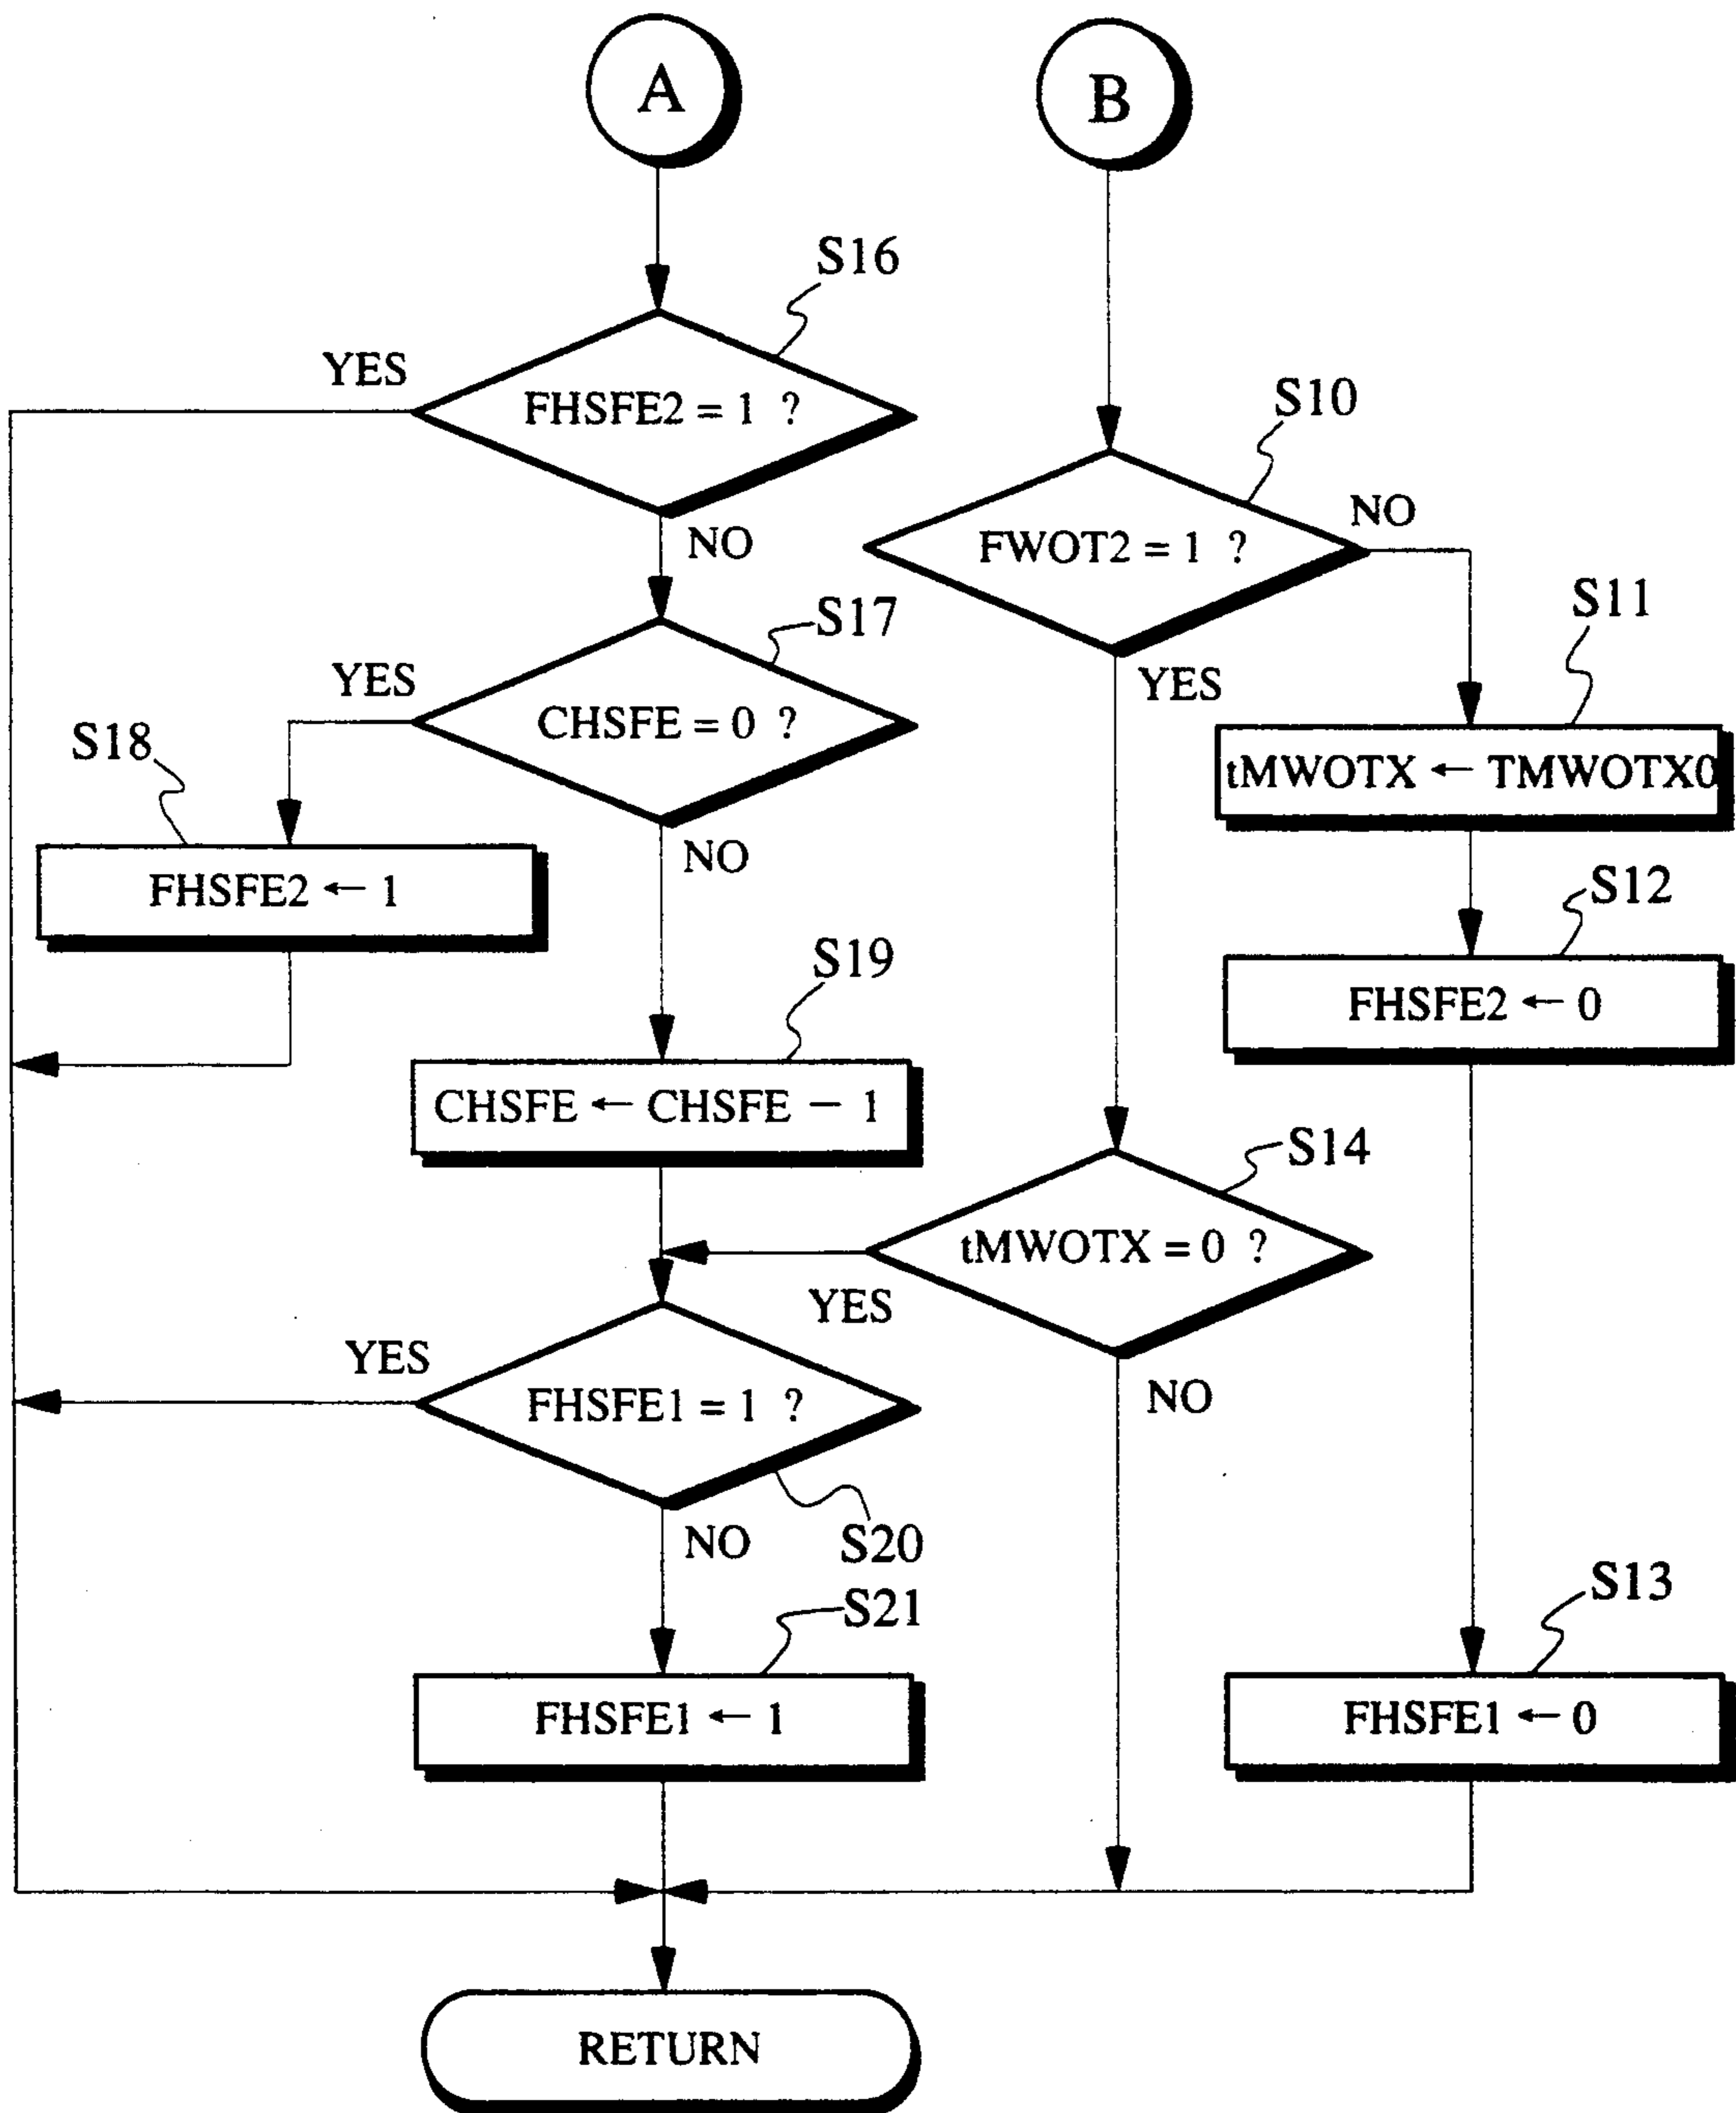 A
B
S16
YES
FHSFE2 = 1 ?
NO
S10
FWOT2 = 1 ?
NO
YES
S17
YES
CHSFE = 0 ?
NO
S11
tMWOTX ← TMWOTX0
S18
FHSFE2 ← 1
S12
FHSFE2 ← 0
S19
CHSFE ← CHSFE – 1
S14
tMWOTX = 0 ?
YES
NO
YES
FHSFE1 = 1 ?
NO
S20
S21
FHSFE1 ← 1
S13
FHSFE1 ← 0
RETURN